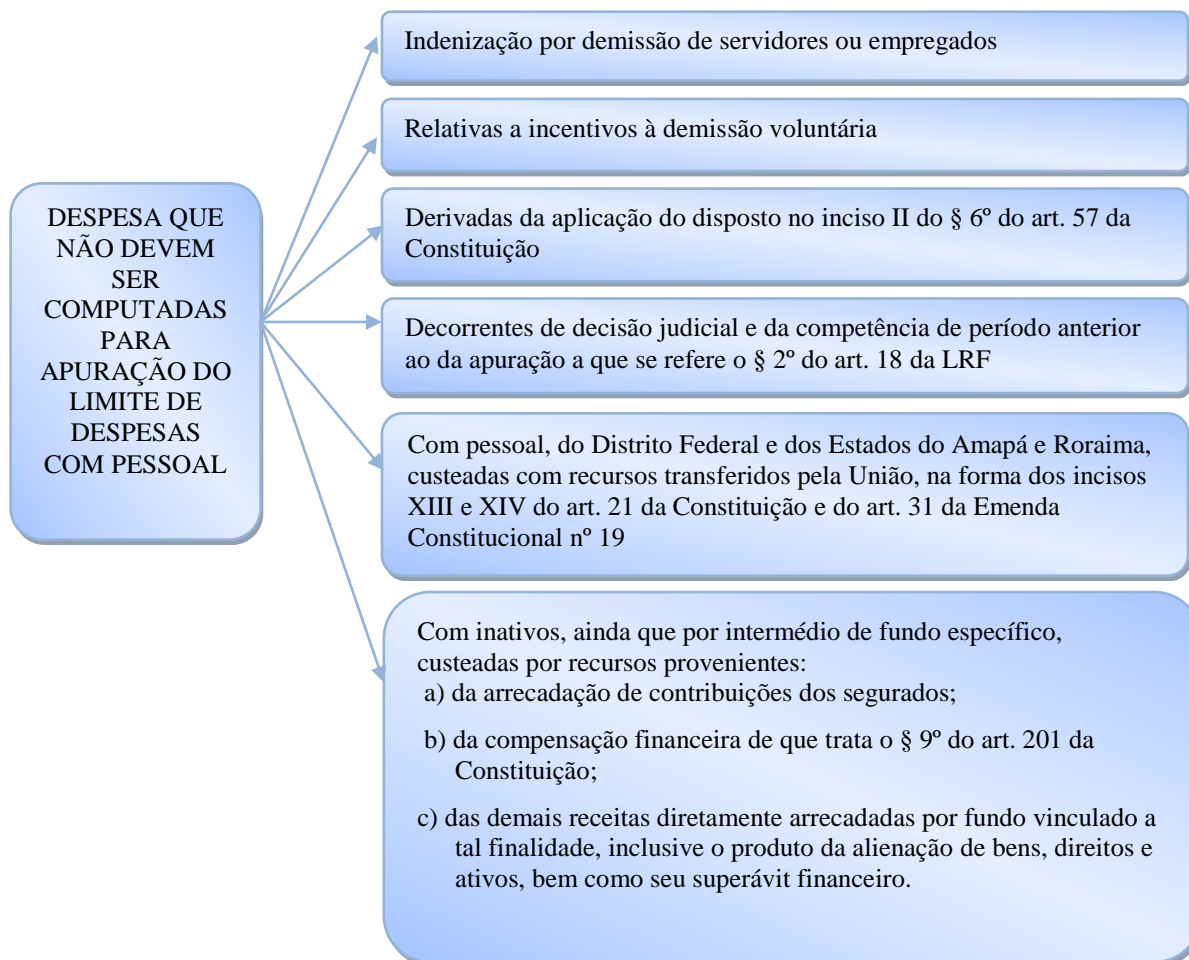 DESPESA QUE
NÃO DEVEM
SER
COMPUTADAS
PARA
APURAÇÃO DO
LIMITE DE
DESPESAS
COM PESSOAL
Indenização por demissão de servidores ou empregados
Relativas a incentivos à demissão voluntária
Derivadas da aplicação do disposto no inciso II do § 6º do art. 57 da
Constituição
Decorrentes de decisão judicial e da competência de período anterior
ao da apuração a que se refere o § 2º do art. 18 da LRF
Com pessoal, do Distrito Federal e dos Estados do Amapá e Roraima,
custeadas com recursos transferidos pela União, na forma dos incisos
XIII e XIV do art. 21 da Constituição e do art. 31 da Emenda
Constitucional nº 19
Com inativos, ainda que por intermédio de fundo específico,
custeadas por recursos provenientes:
a) da arrecadação de contribuições dos segurados;
b) da compensação financeira de que trata o § 9º do art. 201 da
Constituição;
c) das demais receitas diretamente arrecadadas por fundo vinculado a
tal finalidade, inclusive o produto da alienação de bens, direitos e
ativos, bem como seu superávit financeiro.